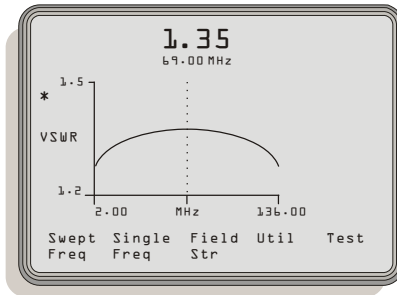 1.35
69.00 MHz
1.5
*
VSWR
1.2
2.00 MHz 136.00
Swept Single Field Util Test
Freq Freq Str